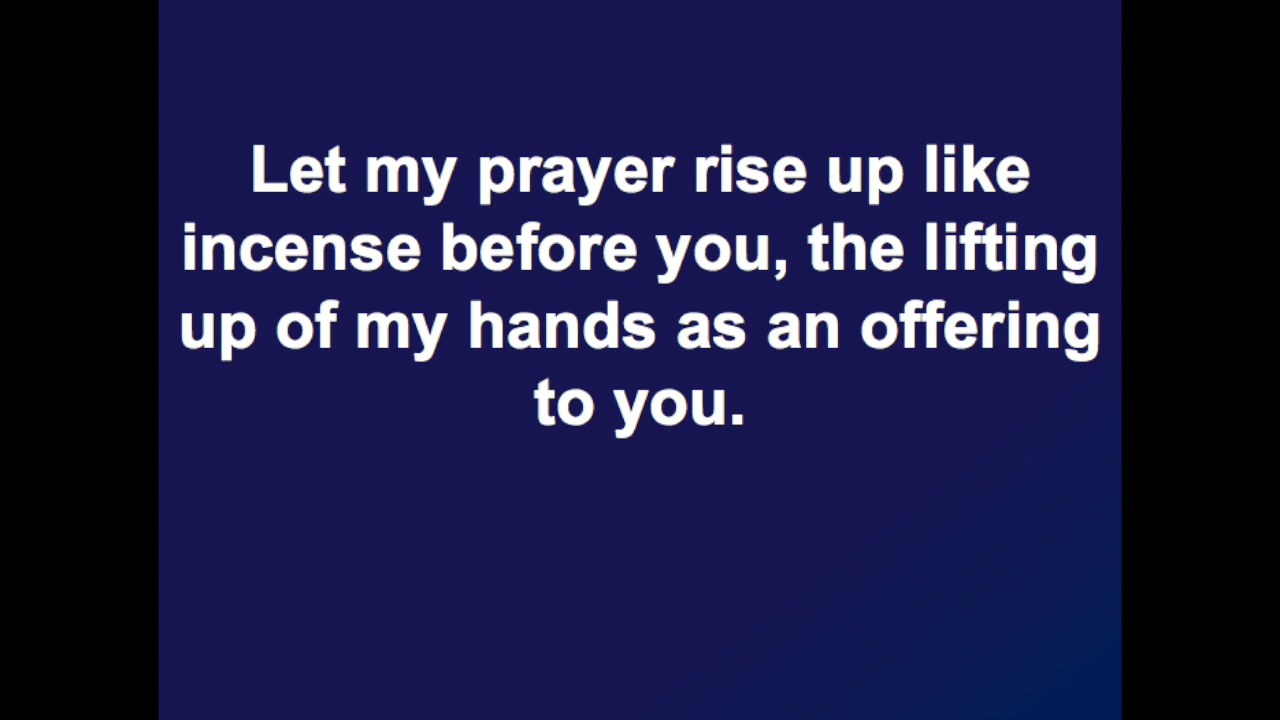 Let my prayer rise up like
incense before you, the lifting
up of my hands as an offering
to you.